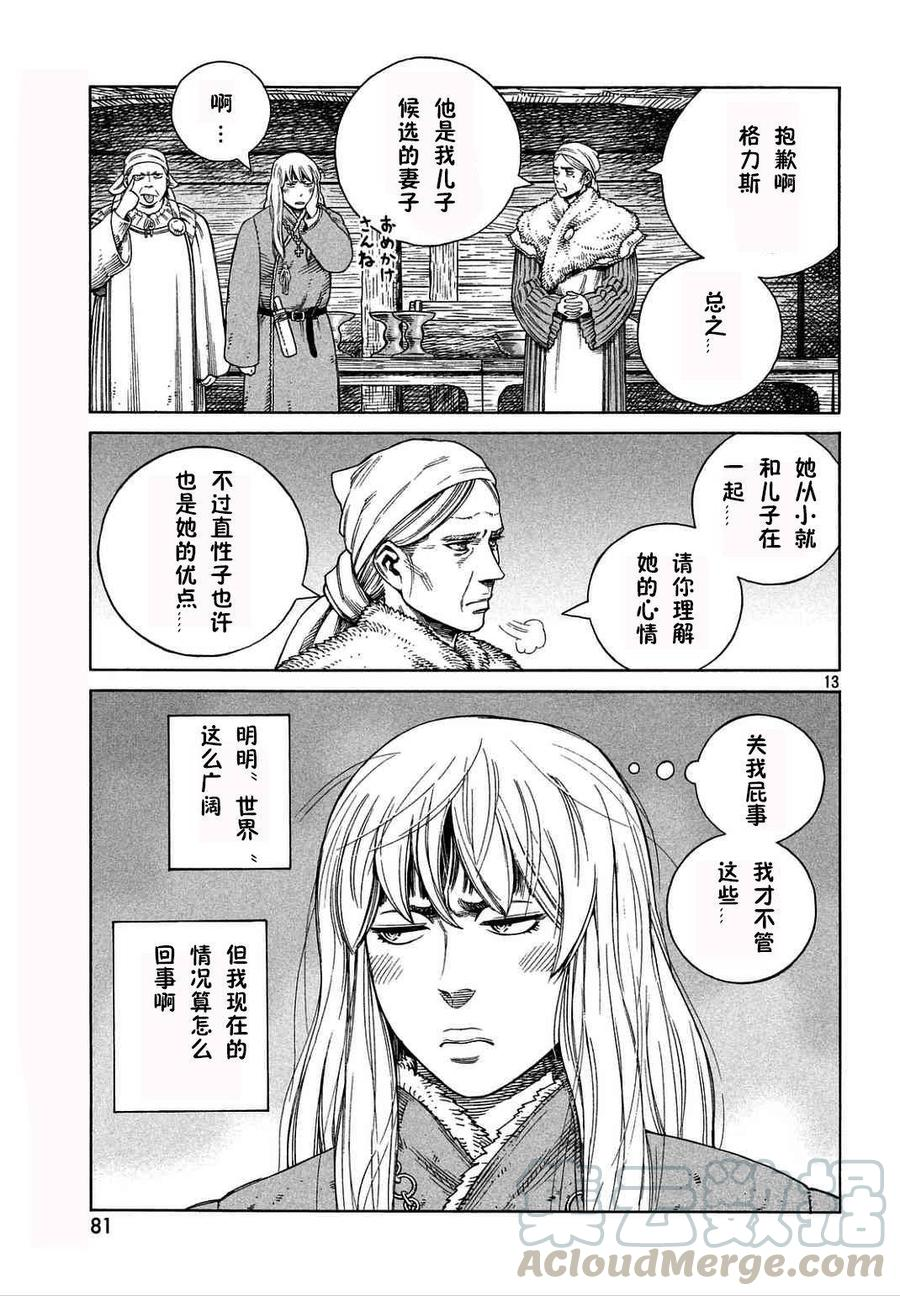 抱歉啊
格力斯
总之
……
他是我儿子
候选的妻子
おめかけ
さんね
啊
…
她从小就
和儿子在
一起……
请你理解
她的心情
不过直性子也许
也是她的优点
……
13
关我屁事
我才不管
这些……
明明〝世界〟
这么广阔
但我现在的
情况算怎么
回事啊
81
集云数据
ACloudMerge.com